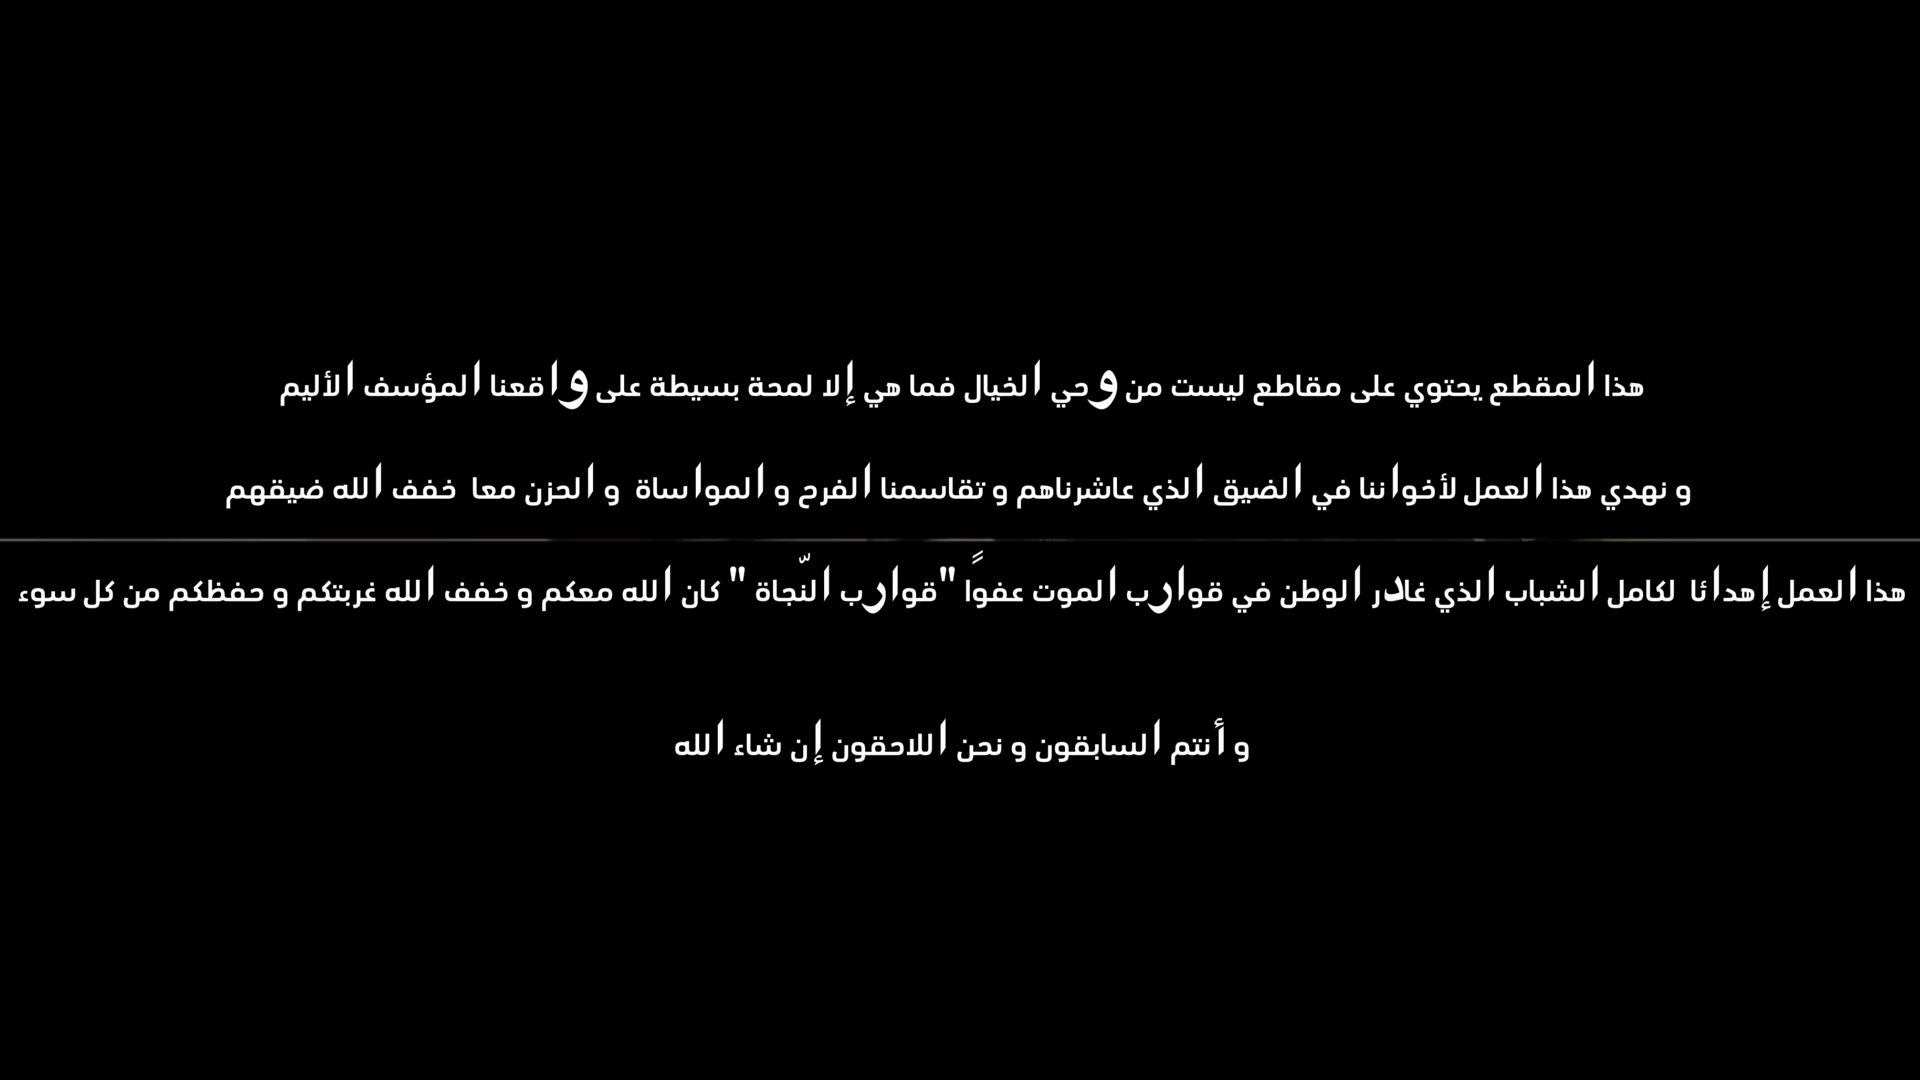 هذا المقطع يحتوي على مقاطع ليست من وحي الخيال فما هي إلا لمحة بسيطة على واقعنا المؤسف الأليم
و نهدي هذا العمل لأخواننا في الضيق الذي عاشرناهم و تقاسمنا الفرح و المواساة و الحزن معا خفف الله ضيقهم
هذا العمل إهدائا لكامل الشباب الذي غادر الوطن في قوارب الموت عفواً "قوارب النّجاة " كان الله معكم و خفف الله غربتكم و حفظكم من كل سوء
و أنتم السابقون و نحن اللاحقون إن شاء الله